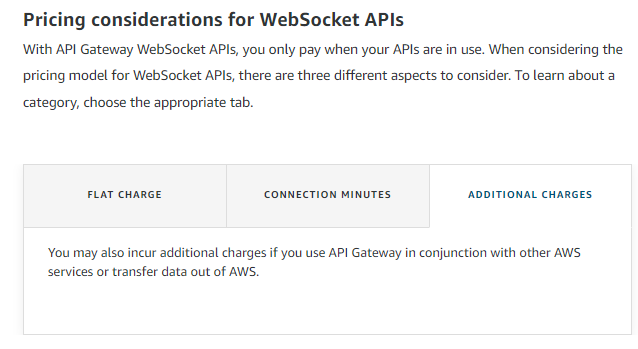 Pricing considerations for WebSocket APIs
With API Gateway WebSocket APIs, you only pay when your APIs are in use. When considering the
pricing model for WebSocket APIs, there are three different aspects to consider. To learn about a
category, choose the appropriate tab.
FLAT CHARGE
CONNECTION MINUTES
ADDITIONAL CHARGES
You may also incur additional charges if you use API Gateway in conjunction with other AWS
services or transfer data out of AWS.